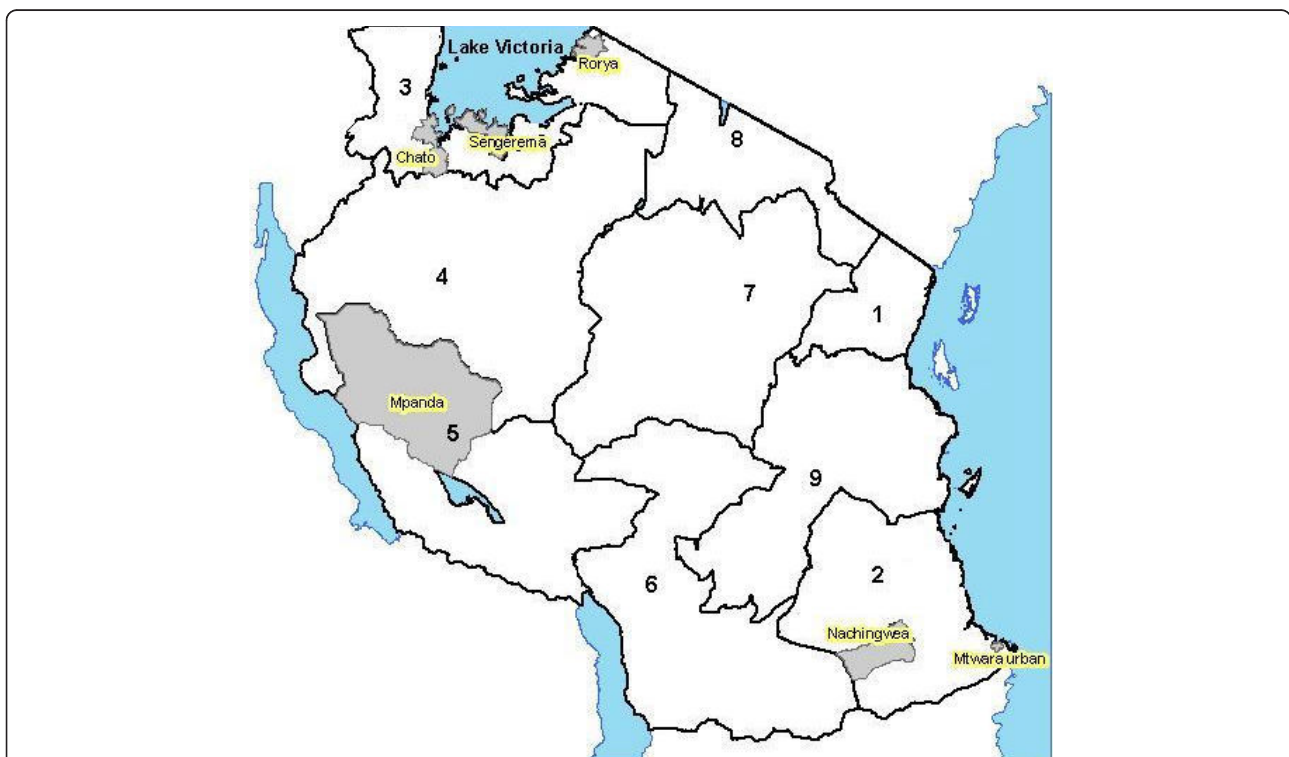 Lake Victoria
Rorya
3
8
Sengerema
Chato
4
7
1
Mpanda
5
9
2
6
Nachingwea
Mtwara urban